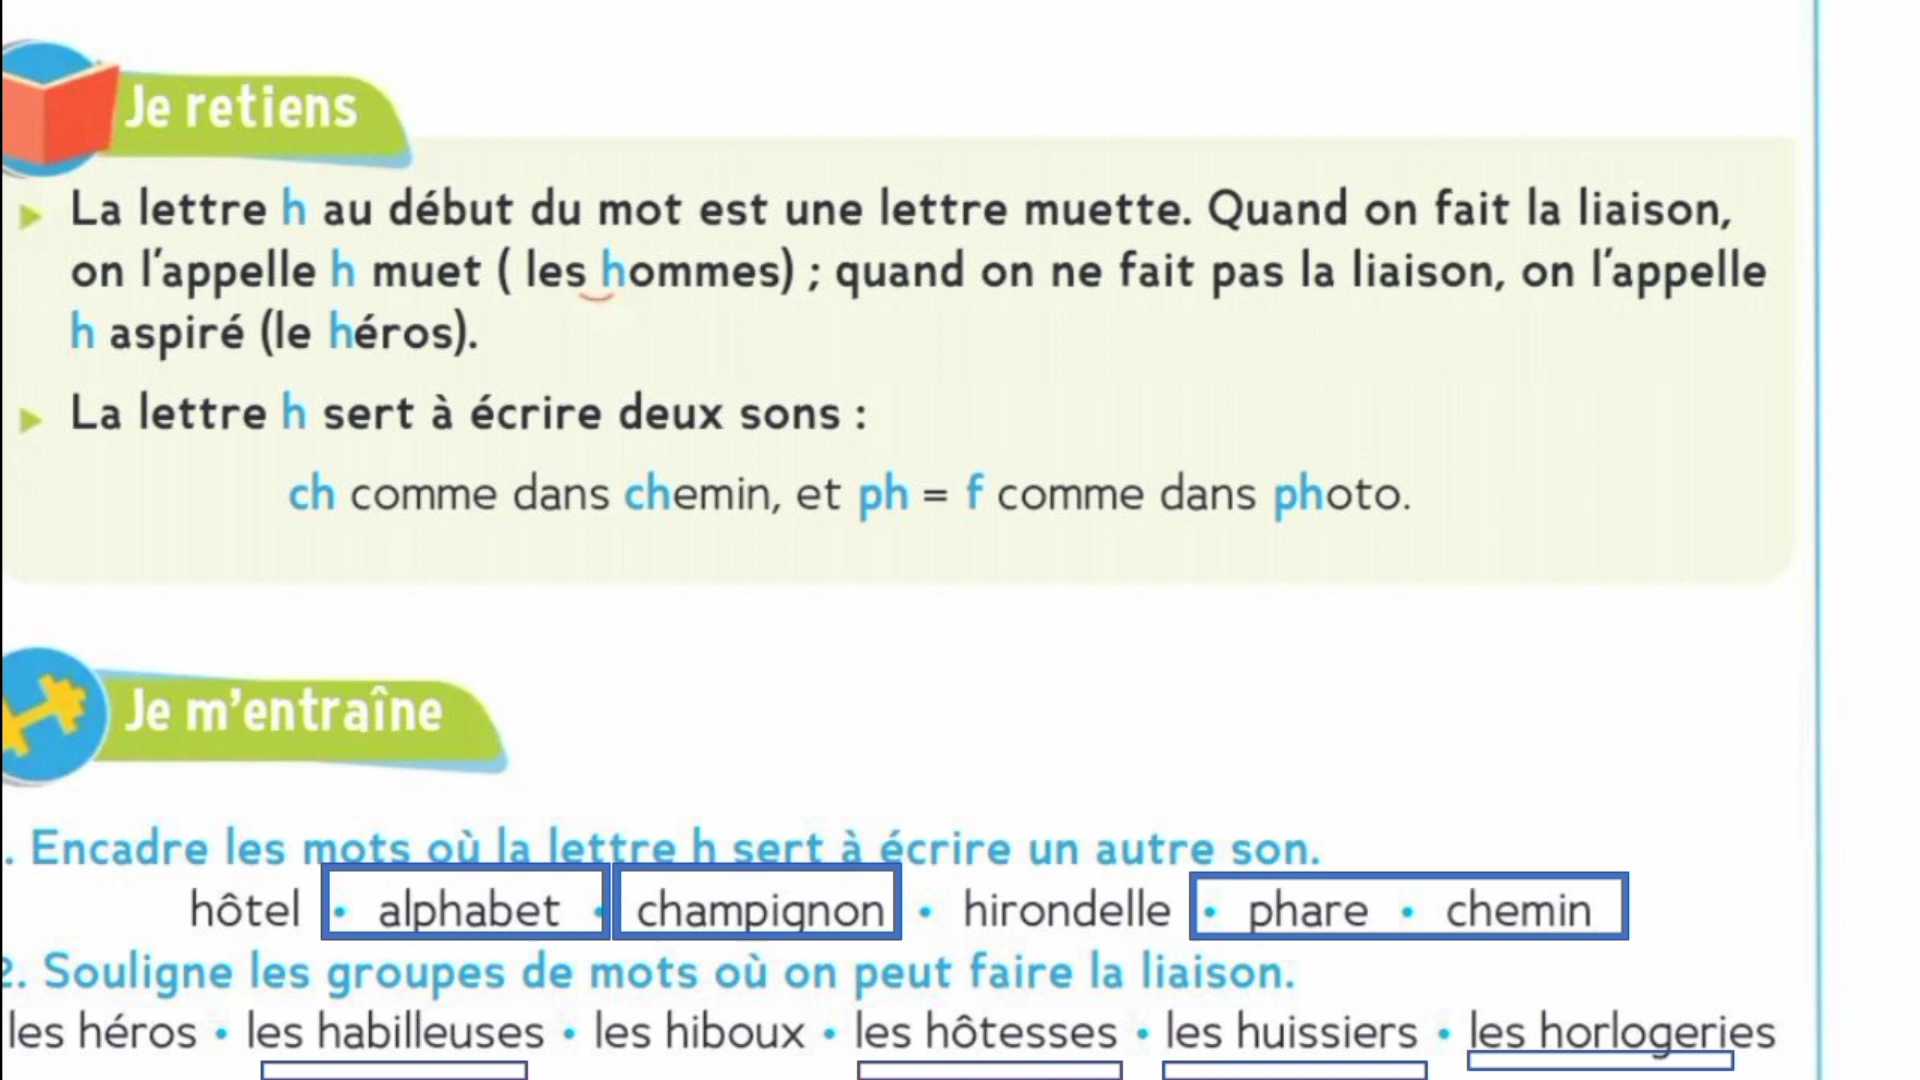 Je retiens
La lettre h au début du mot est une lettre muette. Quand on fait la liaison,
on l'appelle h muet ( les hommes) ; quand on ne fait pas la liaison, on l'appelle
h aspiré (le héros).
La lettre h sert à écrire deux sons :
ch comme dans chemin, et ph = f comme dans photo.
Je m'entraîne
. Encadre les mots où la lettre h sert à écrire un autre son.
hôtel • alphabet • champignon • hirondelle • phare • chemin
2. Souligne les groupes de mots où on peut faire la liaison.
les héros • les habilleuses • les hiboux • les hôtesses • les huissiers • les horlogeries